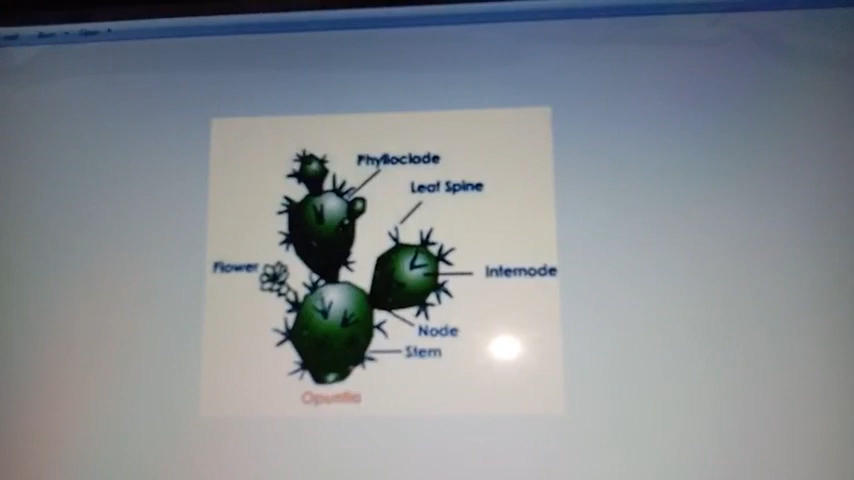 Phylloclade
Leaf Spine
Flower
Internode
Node
Stem
Opuntia